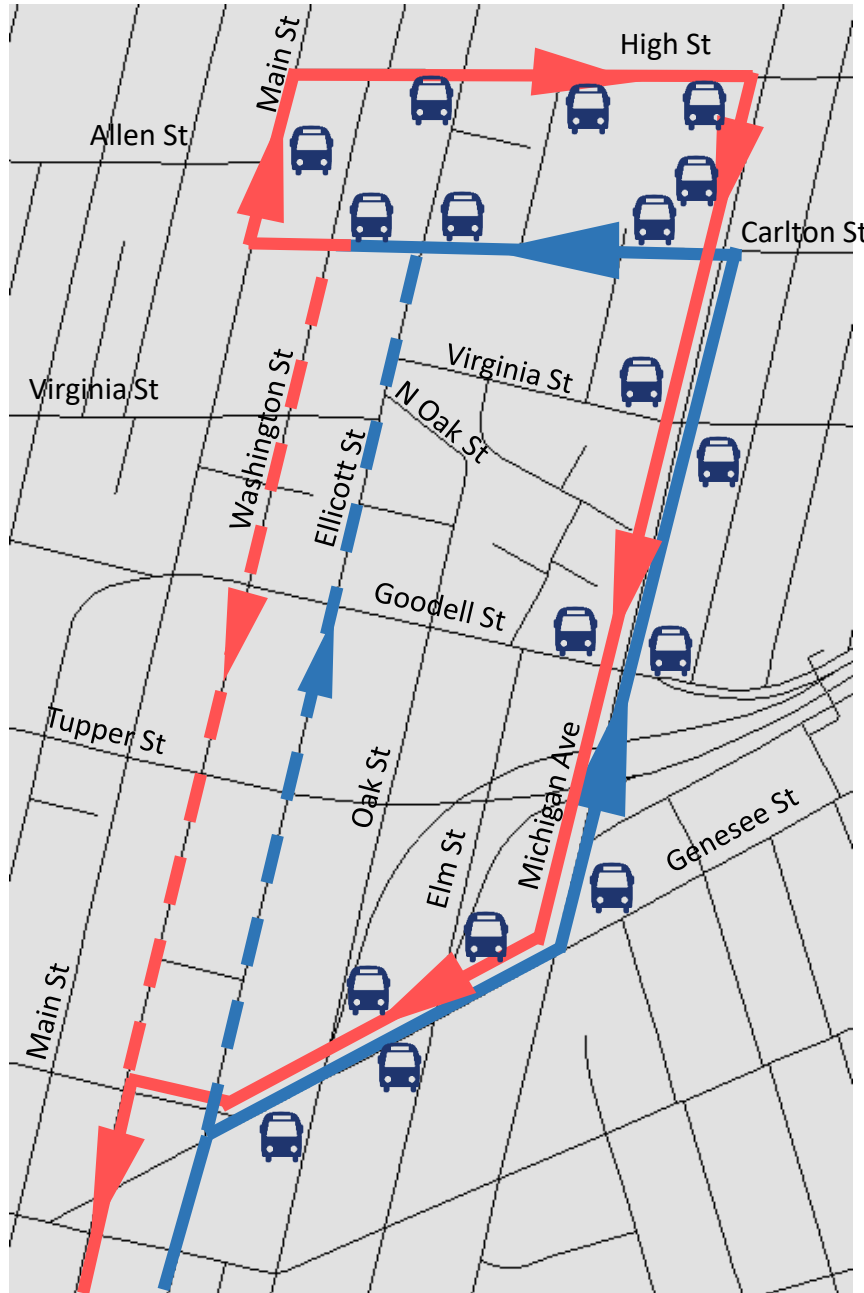 High St
Main St
Allen St
Carlton St
Virginia St
Virginia St
N Oak St
Washington St
Ellicott St
Goodell St
Tupper St
Oak St
Michigan Ave
Elm St
Genesee St
Main St